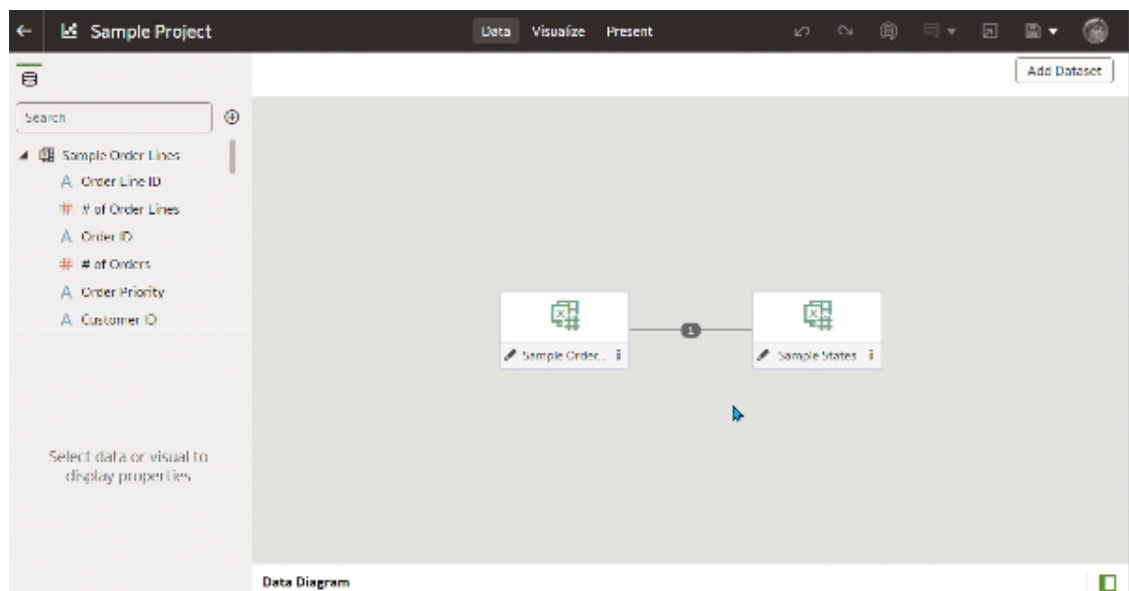 Sample Project
Data Visualize Present
Add Dataset
Search
Sample Order Lines
A Order Line ID
# # of Order Lines
A Order ID
# # of Orders
A Order Priority
A Customer ID
Select data or visual to
display properties
Sample Order...
1
Sample States
Data Diagram